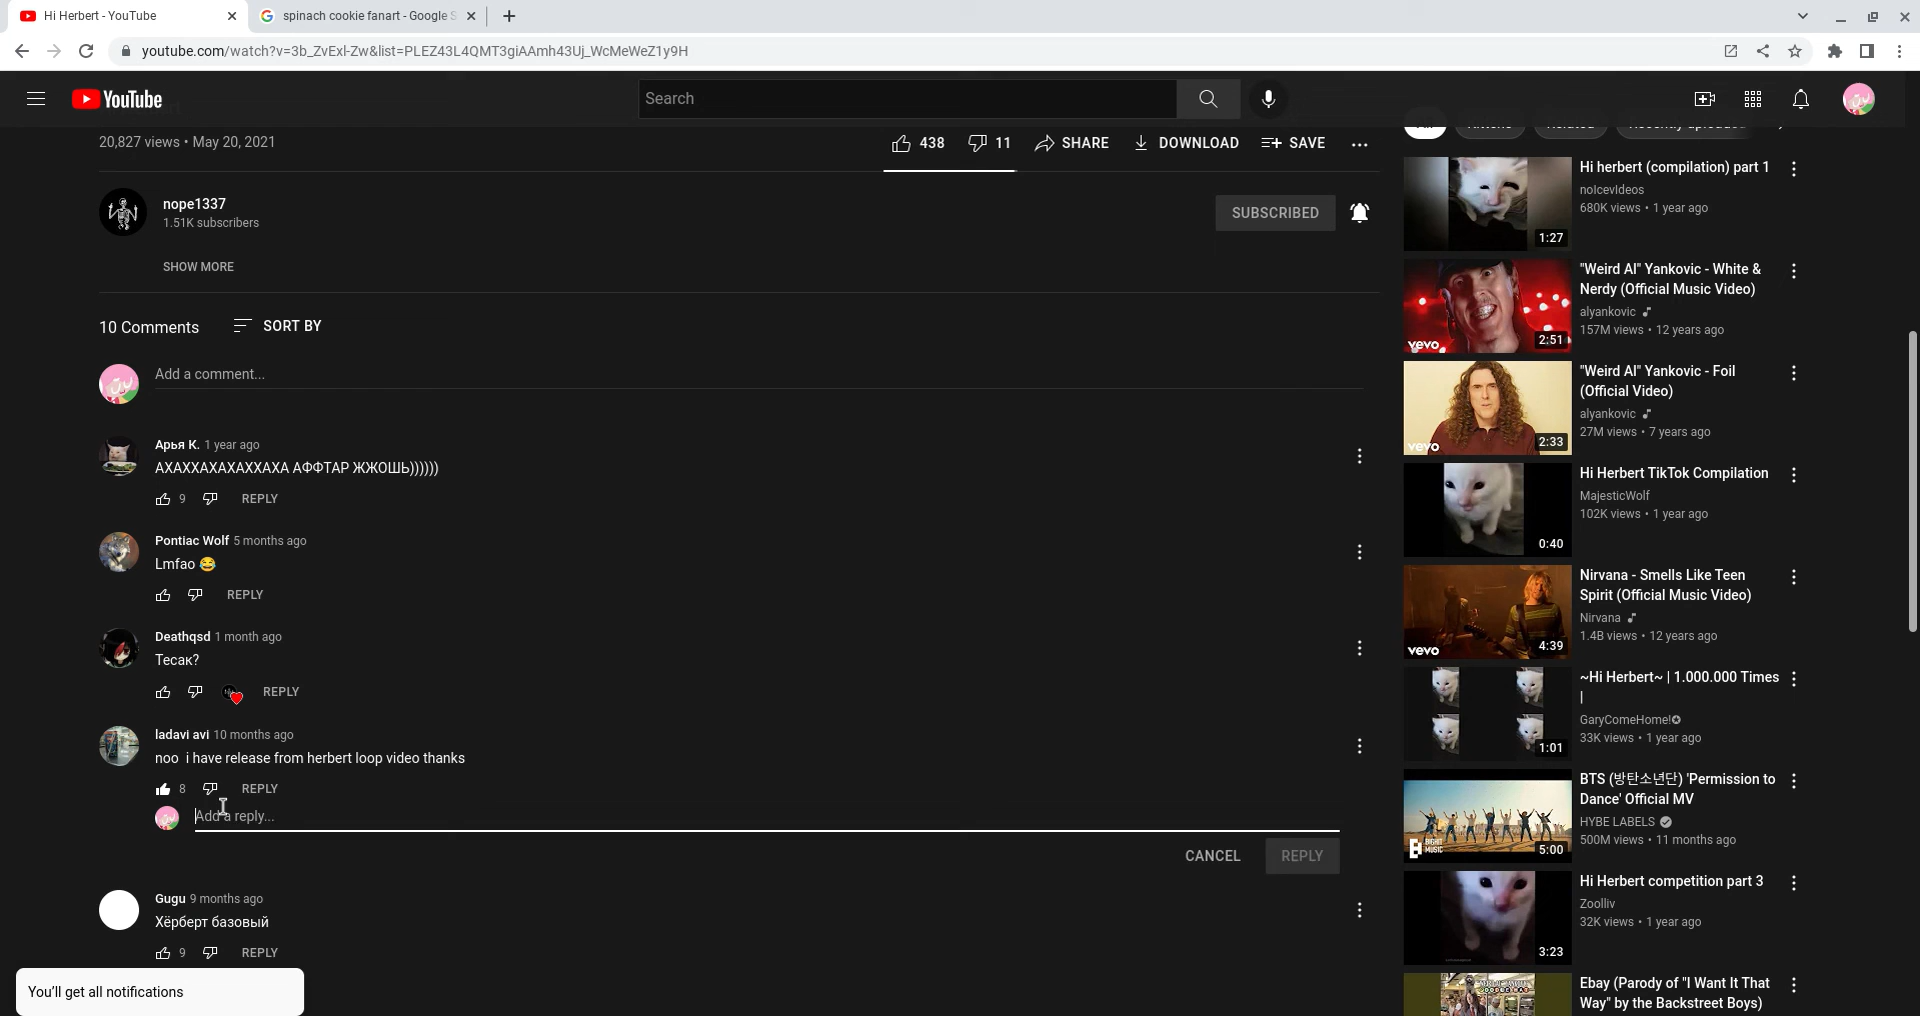 Hi Herbert - YouTube
spinach cookie fanart - Google S
youtube.com/watch?v=3b_ZvExl-Zw&list=PLEZ43L4QMT3giAAmh43Uj_WcMeWeZ1y9H
YouTube
Search
20,827 views • May 20, 2021
438
11
SHARE
DOWNLOAD
SAVE
nope1337
1.51K subscribers
SUBSCRIBED
SHOW MORE
10 Comments
SORT BY
Add a comment...
Арья К. 1 year ago
АХАХХАХАХАХХАХА АФФТАР ЖЖОШЬ))))))
9
REPLY
Pontiac Wolf 5 months ago
Lmfao 😂
REPLY
Deathqsd 1 month ago
Тесак?
REPLY
ladavi avi 10 months ago
noo i have release from herbert loop video thanks
8
REPLY
Add a reply...
CANCEL
REPLY
Gugu 9 months ago
Хёрберт базовый
9
REPLY
You'll get all notifications
Hi herbert (compilation) part 1
noIcevIdeos
680K views • 1 year ago
1:27
"Weird Al" Yankovic - White &
Nerdy (Official Music Video)
alyankovic
157M views • 12 years ago
vevo
2:51
"Weird Al" Yankovic - Foil
(Official Video)
alyankovic
27M views • 7 years ago
vevo
2:33
Hi Herbert TikTok Compilation
MajesticWolf
102K views • 1 year ago
0:40
Nirvana - Smells Like Teen
Spirit (Official Music Video)
Nirvana
1.4B views • 12 years ago
vevo
4:39
~Hi Herbert~ | 1.000.000 Times
|
GaryComeHome!✪
33K views • 1 year ago
1:01
BTS (방탄소년단) 'Permission to
Dance' Official MV
HYBE LABELS
500M views • 11 months ago
BIGHIT
MUSIC
5:00
Hi Herbert competition part 3
Zoolliv
32K views • 1 year ago
3:23
Ebay (Parody of "I Want It That
Way" by the Backstreet Boys)